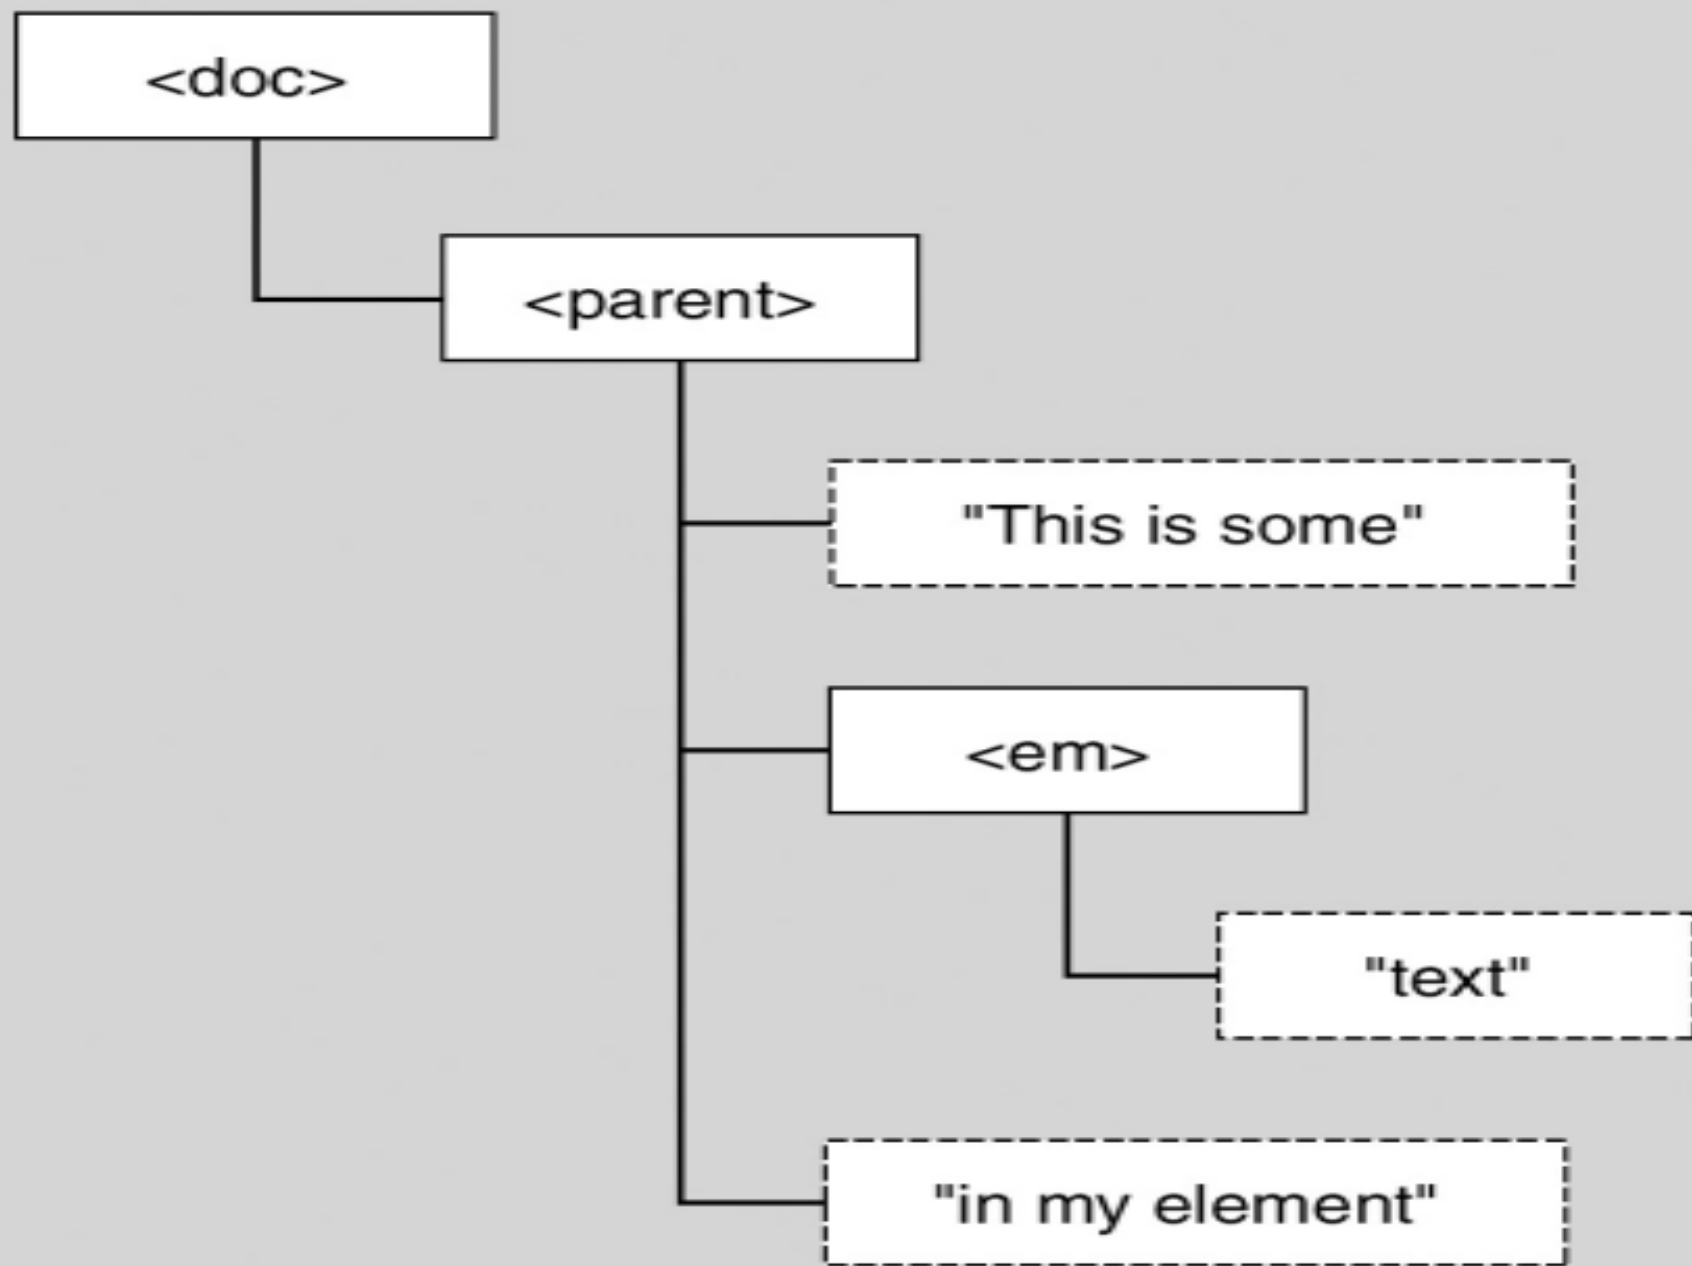 <doc>
<parent>
"This is some"
<em>
"text"
"in my element"